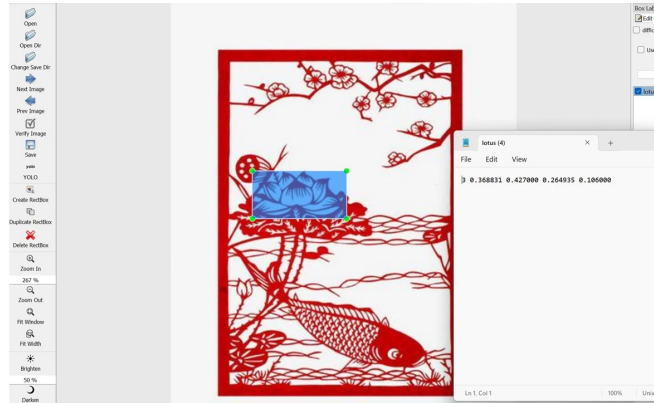 Open
Open Dir
Change Save Dir
Next Image
Prev Image
Verify Image
Save
yolo
YOLO
Create RectBox
Duplicate RectBox
Delete RectBox
Zoom In
267 %
Zoom Out
Fit Window
Fit Width
Brighten
50 %
Darken
Box Lab
Edit
diffic
Us
lotus
lotus (4)
File Edit View
3 0.368831 0.427000 0.264935 0.106000
Ln 1, Col 1 100% Unix